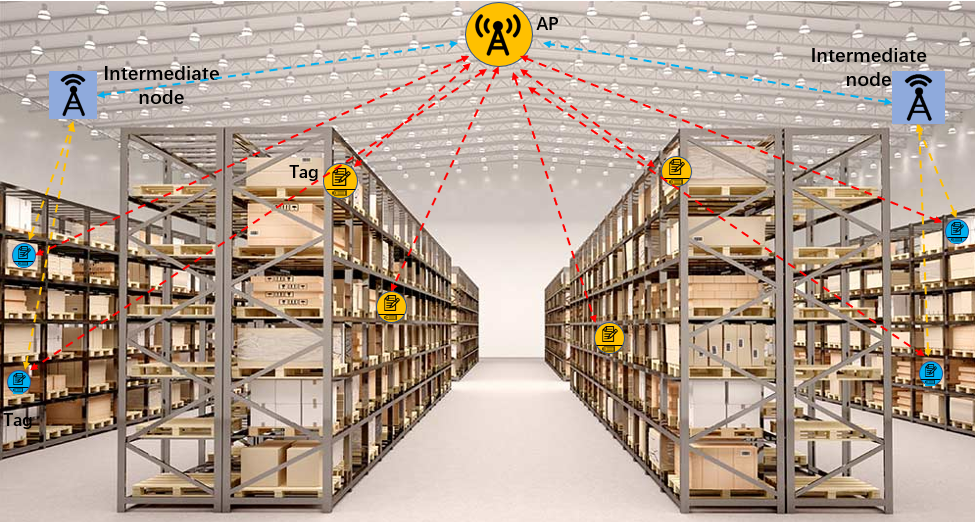 AP
Intermediate
node
Intermediate
node
Tag
Tag